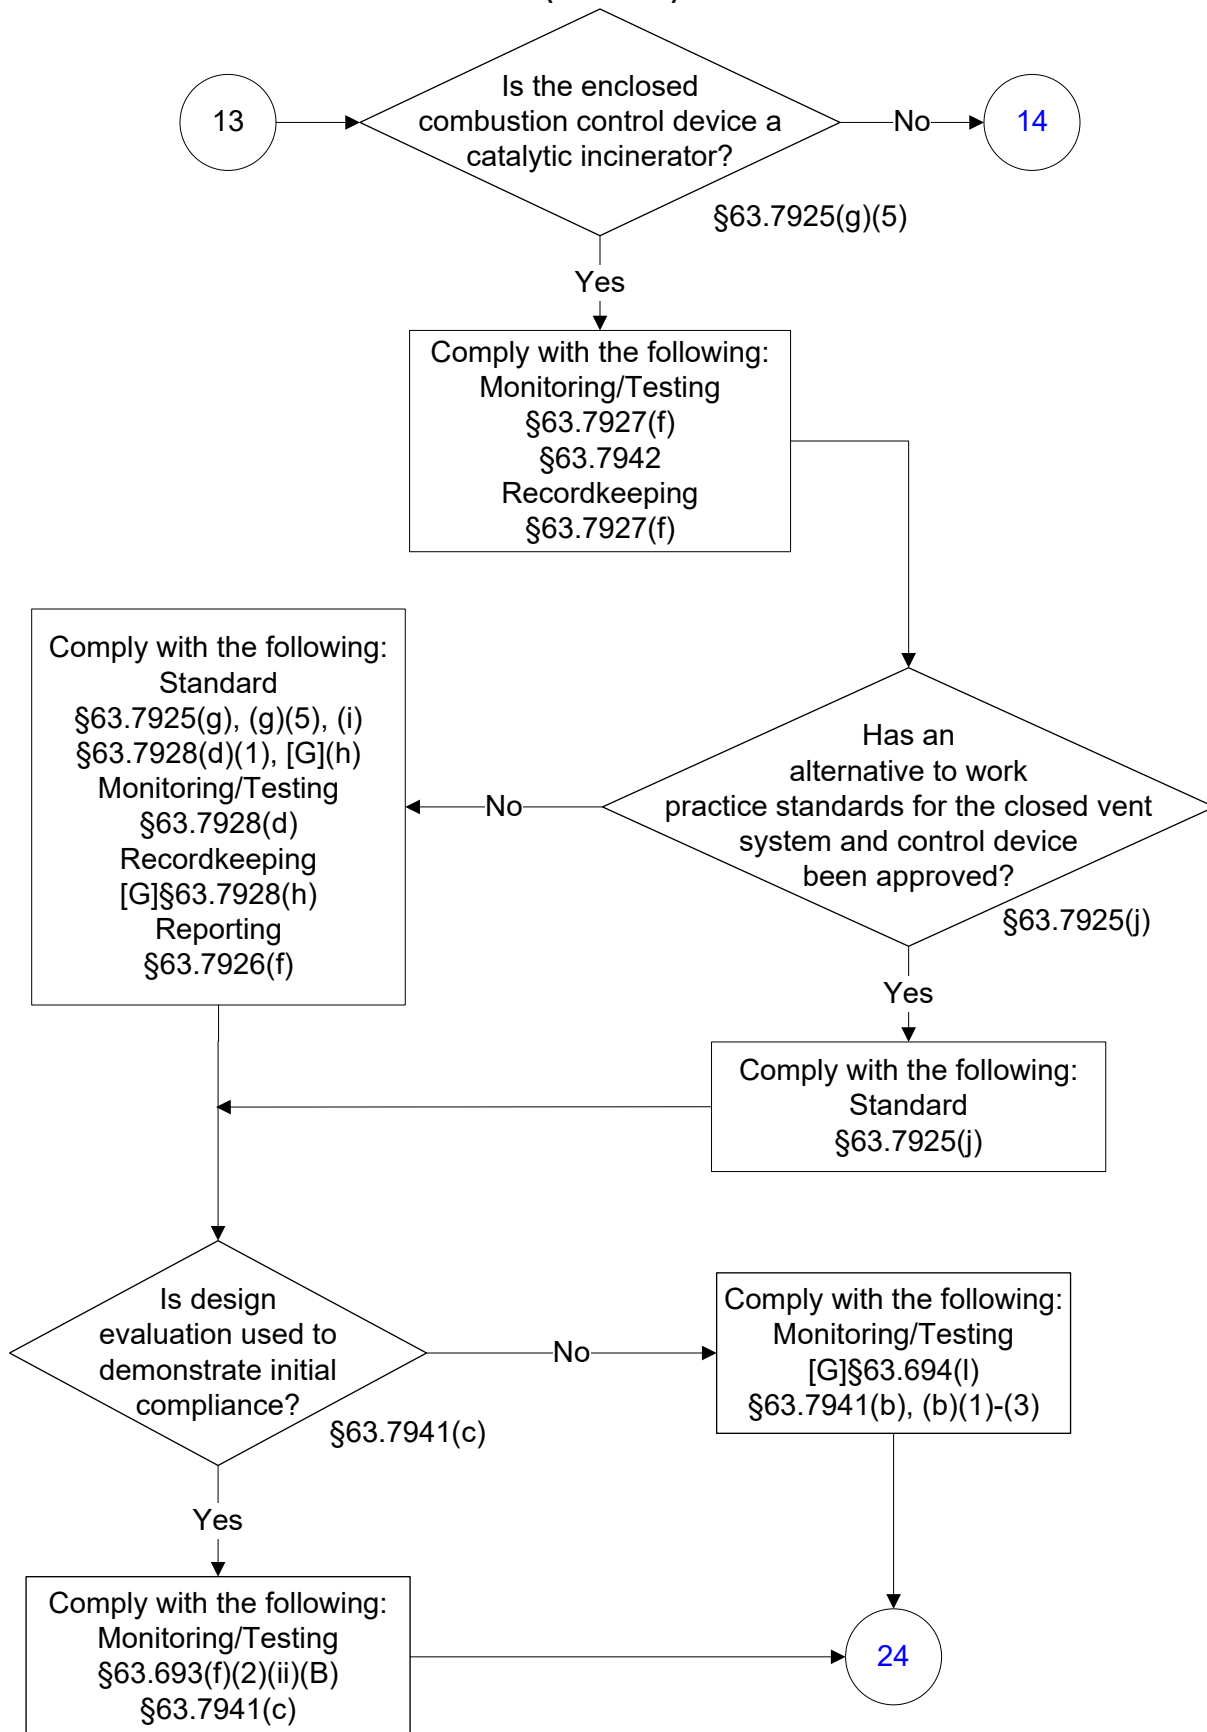 13
Is the enclosed
combustion control device a
catalytic incinerator?
No
14
§63.7925(g)(5)
Yes
Comply with the following:
Monitoring/Testing
§63.7927(f)
§63.7942
Recordkeeping
§63.7927(f)
Comply with the following:
Standard
§63.7925(g), (g)(5), (i)
§63.7928(d)(1), [G](h)
Monitoring/Testing
§63.7928(d)
Recordkeeping
[G]§63.7928(h)
Reporting
§63.7926(f)
No
Has an
alternative to work
practice standards for the closed vent
system and control device
been approved?
§63.7925(j)
Yes
Comply with the following:
Standard
§63.7925(j)
Is design
evaluation used to
demonstrate initial
compliance?
§63.7941(c)
No
Comply with the following:
Monitoring/Testing
[G]§63.694(l)
§63.7941(b), (b)(1)-(3)
Yes
Comply with the following:
Monitoring/Testing
§63.693(f)(2)(ii)(B)
§63.7941(c)
24